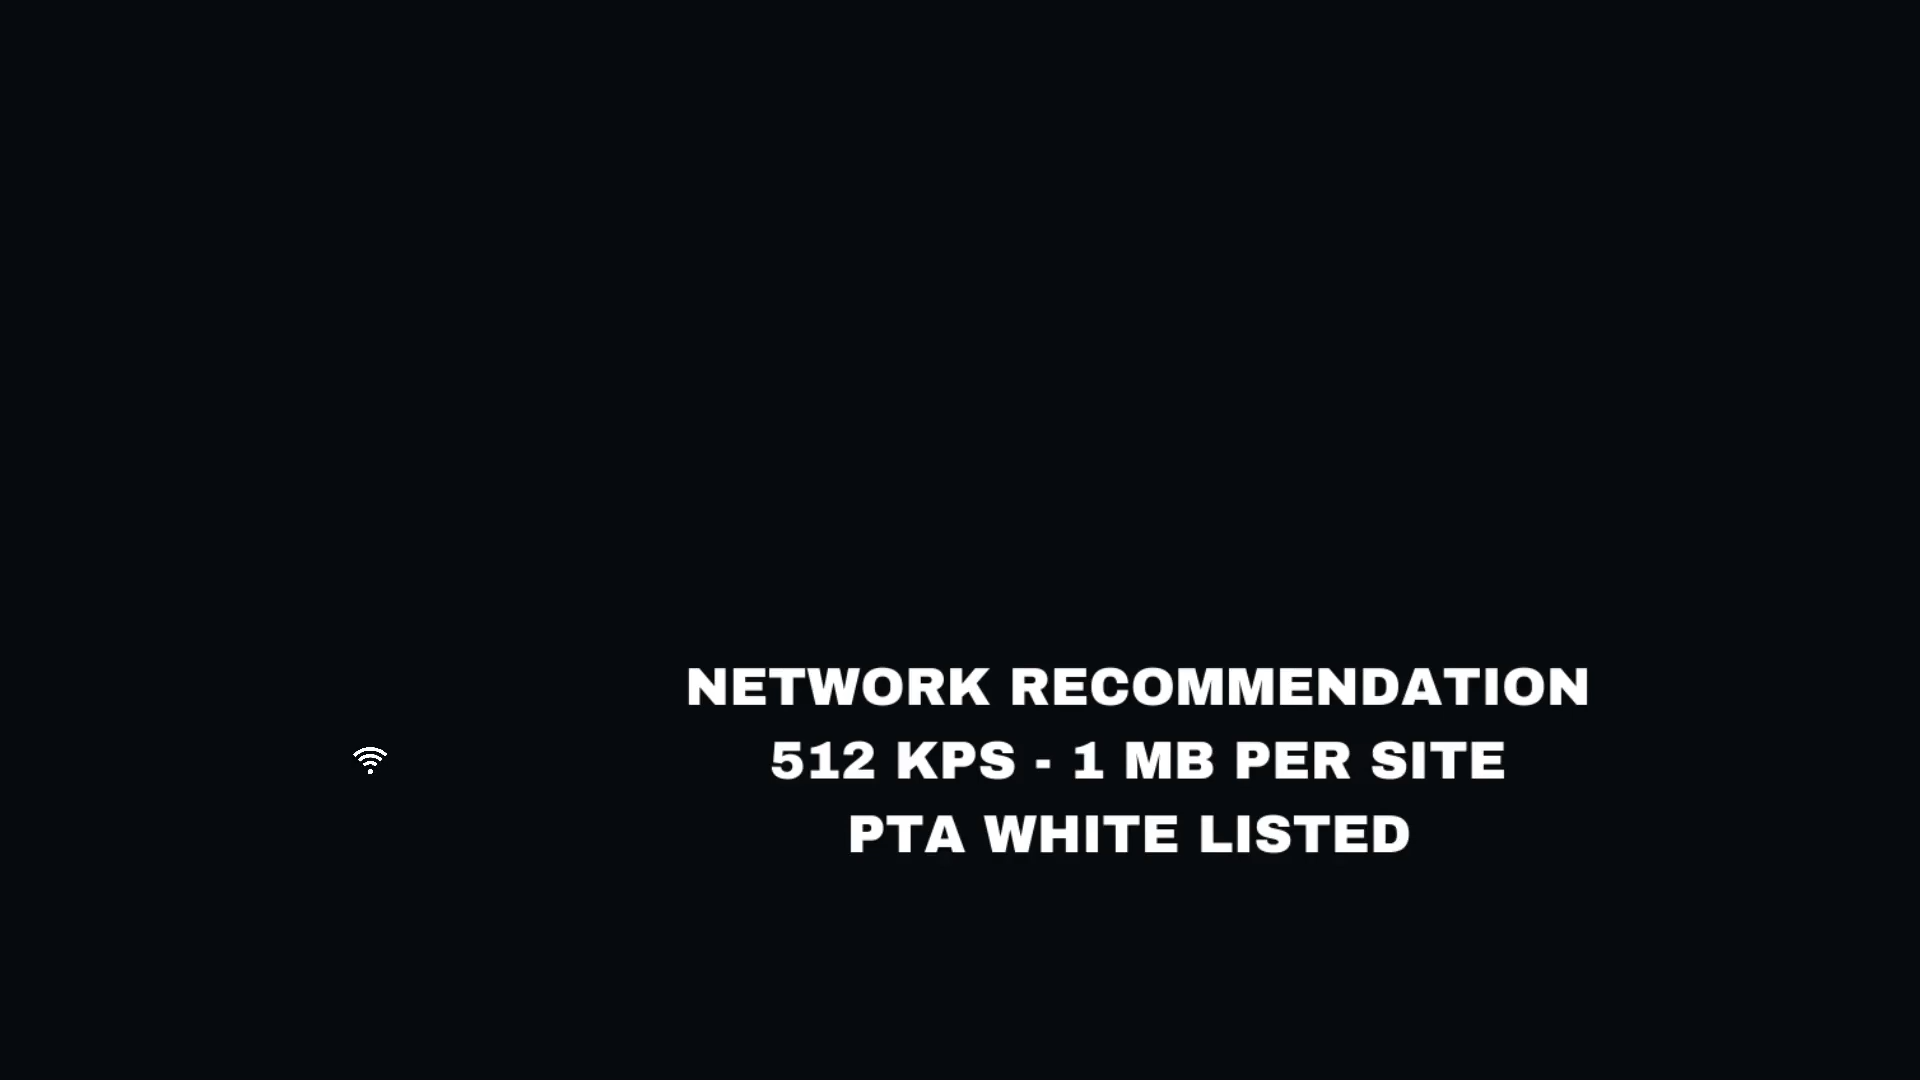 NETWORK RECOMMENDATION
512 KPS - 1 MB PER SITE
PTA WHITE LISTED